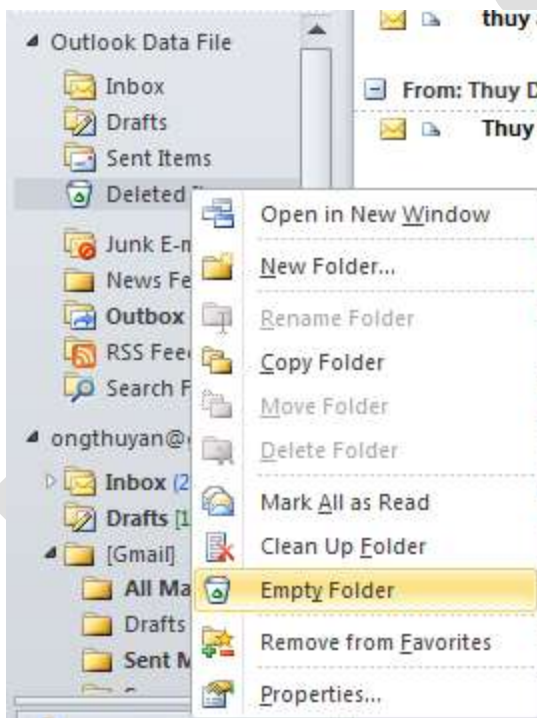 thuy
Outlook Data File
Inbox
From: Thuy D
Drafts
Thuy
Sent Items
Deleted
Junk E-m
News Fe
Outbox
RSS Fee
Search F
ongthuyan@
Inbox (2
Drafts [1
[Gmail]
All Ma
Drafts
Sent M
Open in New Window
New Folder...
Rename Folder
Copy Folder
Move Folder
Delete Folder
Mark All as Read
Clean Up Folder
Empty Folder
Remove from Favorites
Properties...